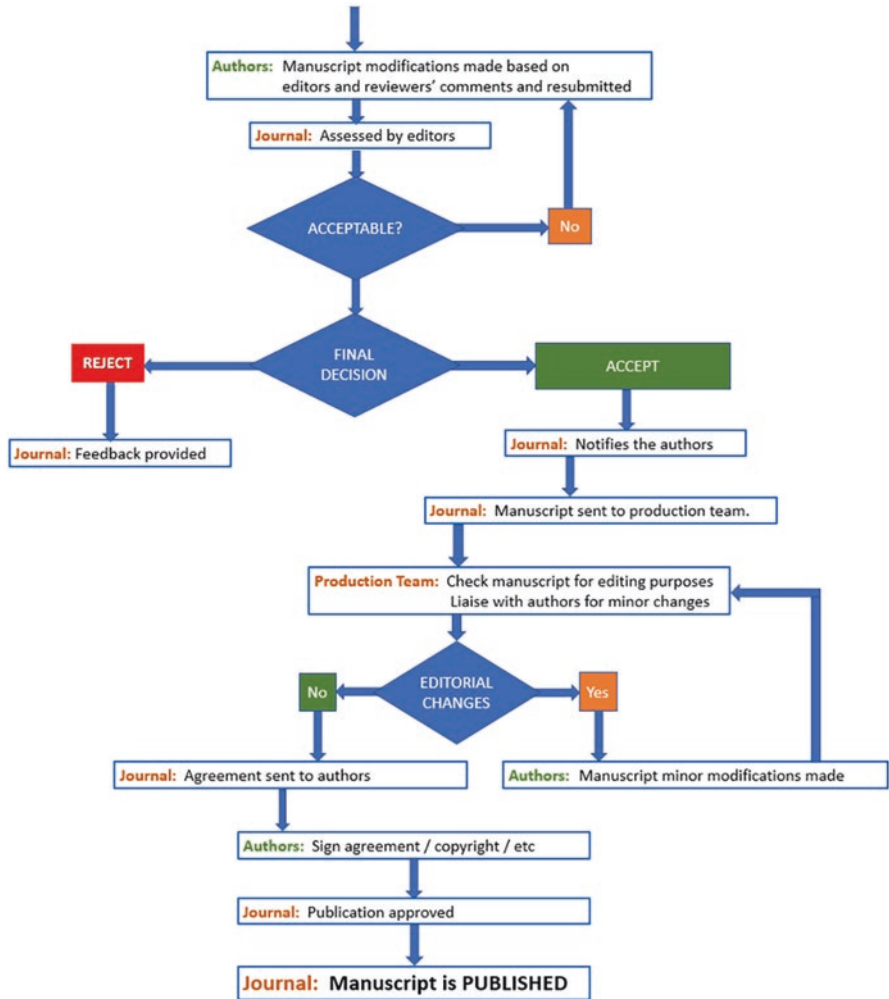 Authors: Manuscript modifications made based on
editors and reviewers' comments and resubmitted
Journal: Assessed by editors
ACCEPTABLE?
No
REJECT
FINAL
DECISION
ACCEPT
Journal: Feedback provided
Journal: Notifies the authors
Journal: Manuscript sent to production team.
Production Team: Check manuscript for editing purposes
Liaise with authors for minor changes
No
EDITORIAL
CHANGES
Yes
Journal: Agreement sent to authors
Authors: Manuscript minor modifications made
Authors: Sign agreement / copyright / etc
Journal: Publication approved
Journal: Manuscript is PUBLISHED